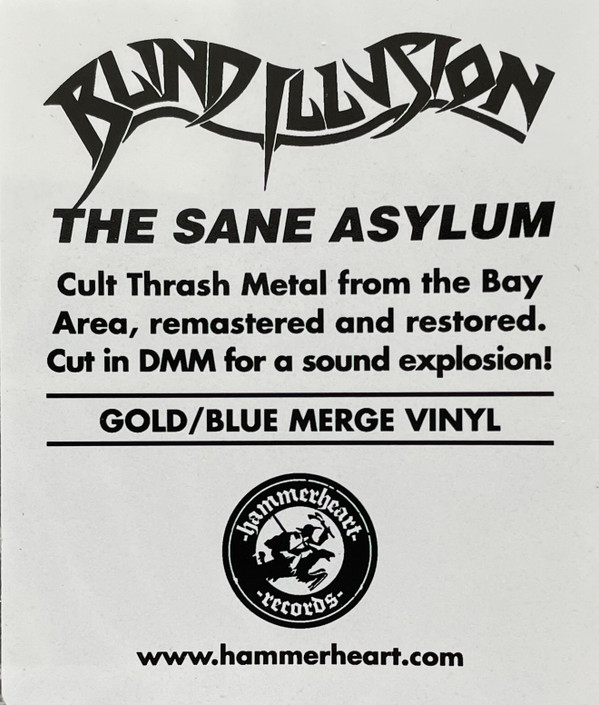 BLIND ILLUSION
THE SANE ASYLUM
Cult Thrash Metal from the Bay
Area, remastered and restored.
Cut in DMM for a sound explosion!
GOLD/BLUE MERGE VINYL
-hammerheart-
-records-
www.hammerheart.com